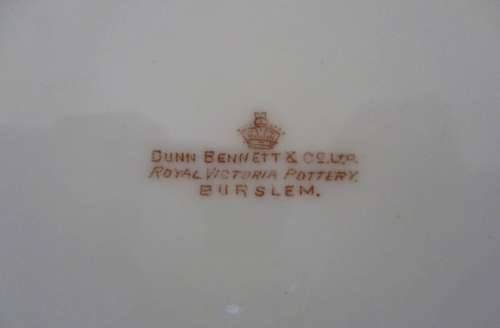 DUNN BENNETT & CO. LTD.
ROYAL VICTORIA POTTERY.
BURSLEM.